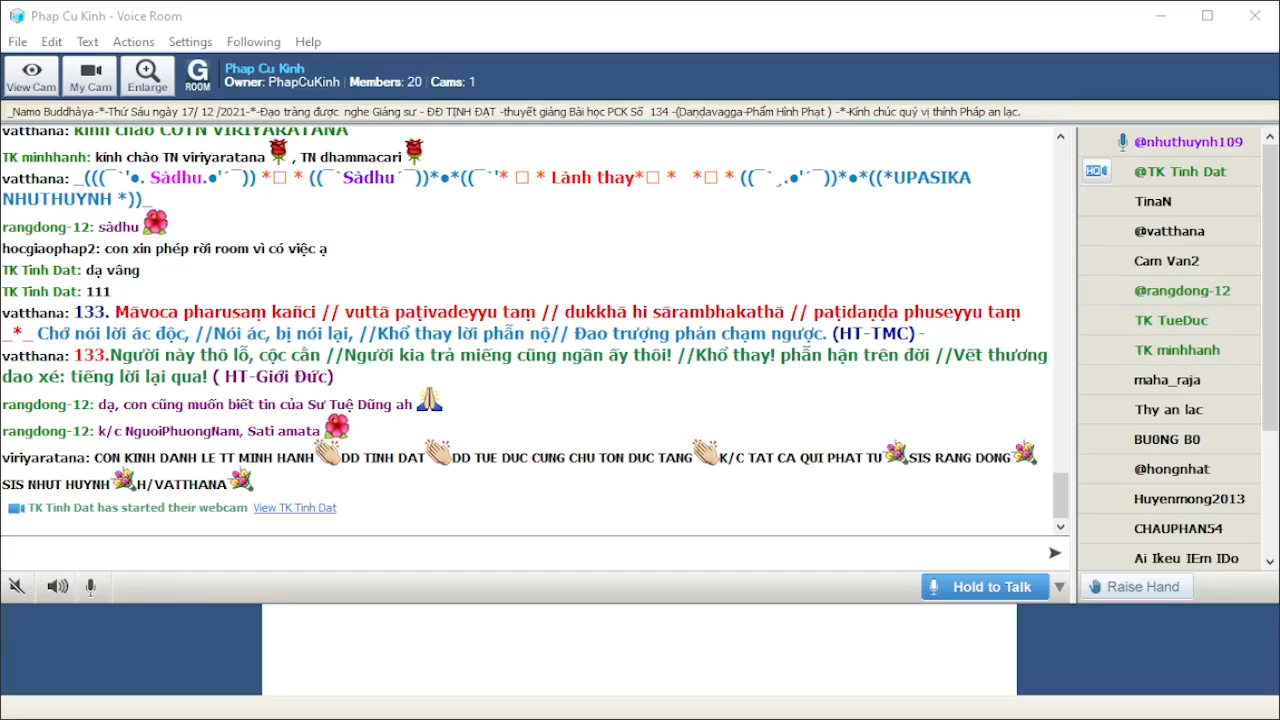 Phap Cu Kinh - Voice Room
File Edit Text Actions Settings Following Help
View Cam My Cam Enlarge G ROOM
Phap Cu Kinh
Owner: PhapCuKinh | Members: 20 | Cams: 1
_Namo Buddhàya-*-Thứ Sáu ngày 17/ 12 /2021-*-Đạo tràng được nghe Giảng sư - ĐĐ TỊNH ĐẠT -thuyết giảng Bài học PCK Số 134 -(Daṇḍavagga-Phẩm Hình Phạt ) -*-Kính chúc quý vị thính Pháp an lạc.
vatthana: kính chào COTN VIRIYARATANA
TK minhhanh: kính chào TN viriyaratana , TN dhammacari
vatthana: _(((¯`'●. Sàdhu.●'´¯)) *□ * ((¯`Sàdhu´¯))*●*((¯`'* □ * Lành thay*□ * *□ * ((¯`¸.●'´¯))*●*((*UPASIKA
NHUTHUYNH *))_
rangdong-12: sàdhu
hocgiaophap2: con xin phép rời room vì có việc ạ
TK Tinh Dat: dạ vâng
TK Tinh Dat: 111
vatthana: 133. Māvoca pharusaṃ kañci // vuttā paṭivadeyyu taṃ // dukkhā hi sārambhakathā // paṭidaṇḍa phuseyyu taṃ
_*_ Chớ nói lời ác độc, //Nói ác, bị nói lại, //Khổ thay lời phẫn nộ// Đao trượng phản chạm ngược. (HT-TMC) -
vatthana: 133.Người này thô lỗ, cộc cằn //Người kia trả miếng cũng ngần ấy thôi! //Khổ thay! phẫn hận trên đời //Vết thương
dao xé: tiếng lời lại qua! ( HT-Giới Đức)
rangdong-12: dạ, con cũng muốn biết tin của Sư Tuệ Dũng ah
rangdong-12: k/c NguoiPhuongNam, Sati amata
viriyaratana: CON KINH DANH LE TT MINH HANH DD TINH DAT DD TUE DUC CUNG CHU TON DUC TANG K/C TAT CA QUI PHAT TU SIS RANG DONG
SIS NHUT HUYNH H/VATTHANA
TK Tinh Dat has started their webcam View TK Tinh Dat
Hold to Talk
@nhuthuynh109
@TK Tinh Dat
TinaN
@vatthana
Cam Van2
@rangdong-12
TK TueDuc
TK minhhanh
maha_raja
Thy an lac
BU0NG B0
@hongnhat
Huyenmong2013
CHAUPHAN54
Ai Ikeu IEm IDo
Raise Hand